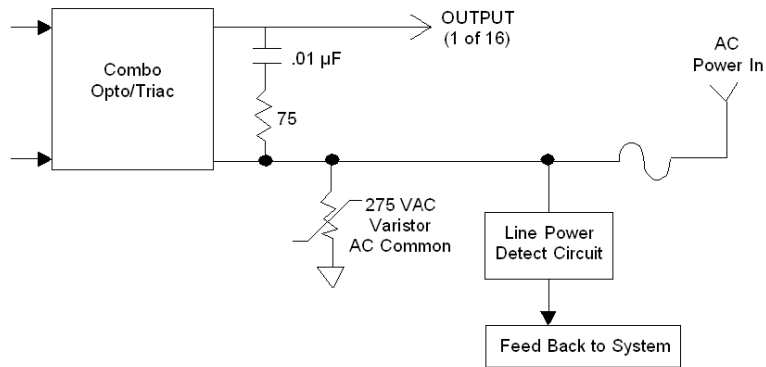 OUTPUT
(1 of 16)
AC
Power In
.01 µF
Combo
Opto/Triac
75
275 VAC
Varistor
AC Common
Line Power
Detect Circuit
Feed Back to System